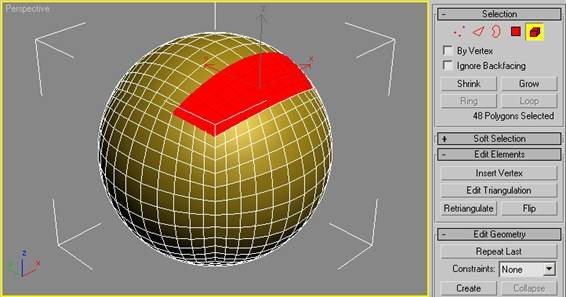 Perspective
z
x
x
z
y
x
- Selection
By Vertex
Ignore Backfacing
Shrink Grow
Ring Loop
48 Polygons Selected
+ Soft Selection
- Edit Elements
Insert Vertex
Edit Triangulation
Retriangulate Flip
- Edit Geometry
Repeat Last
Constraints: None
Create Collapse